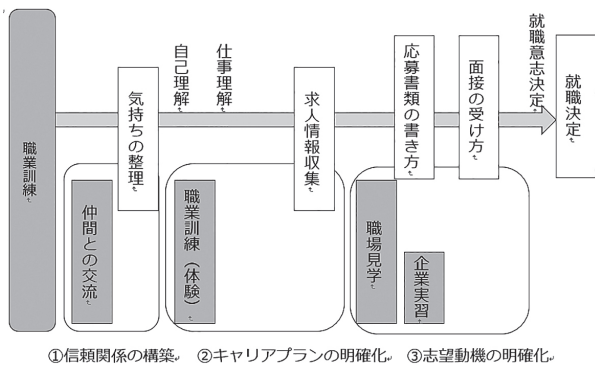 職業訓練
気持ちの整理
仲間との交流
自己理解
仕事理解
職業訓練（体験）
求人情報収集
応募書類の書き方
面接の受け方
職場見学
企業実習
就職意志決定
就職決定
①信頼関係の構築 ②キャリアプランの明確化 ③志望動機の明確化